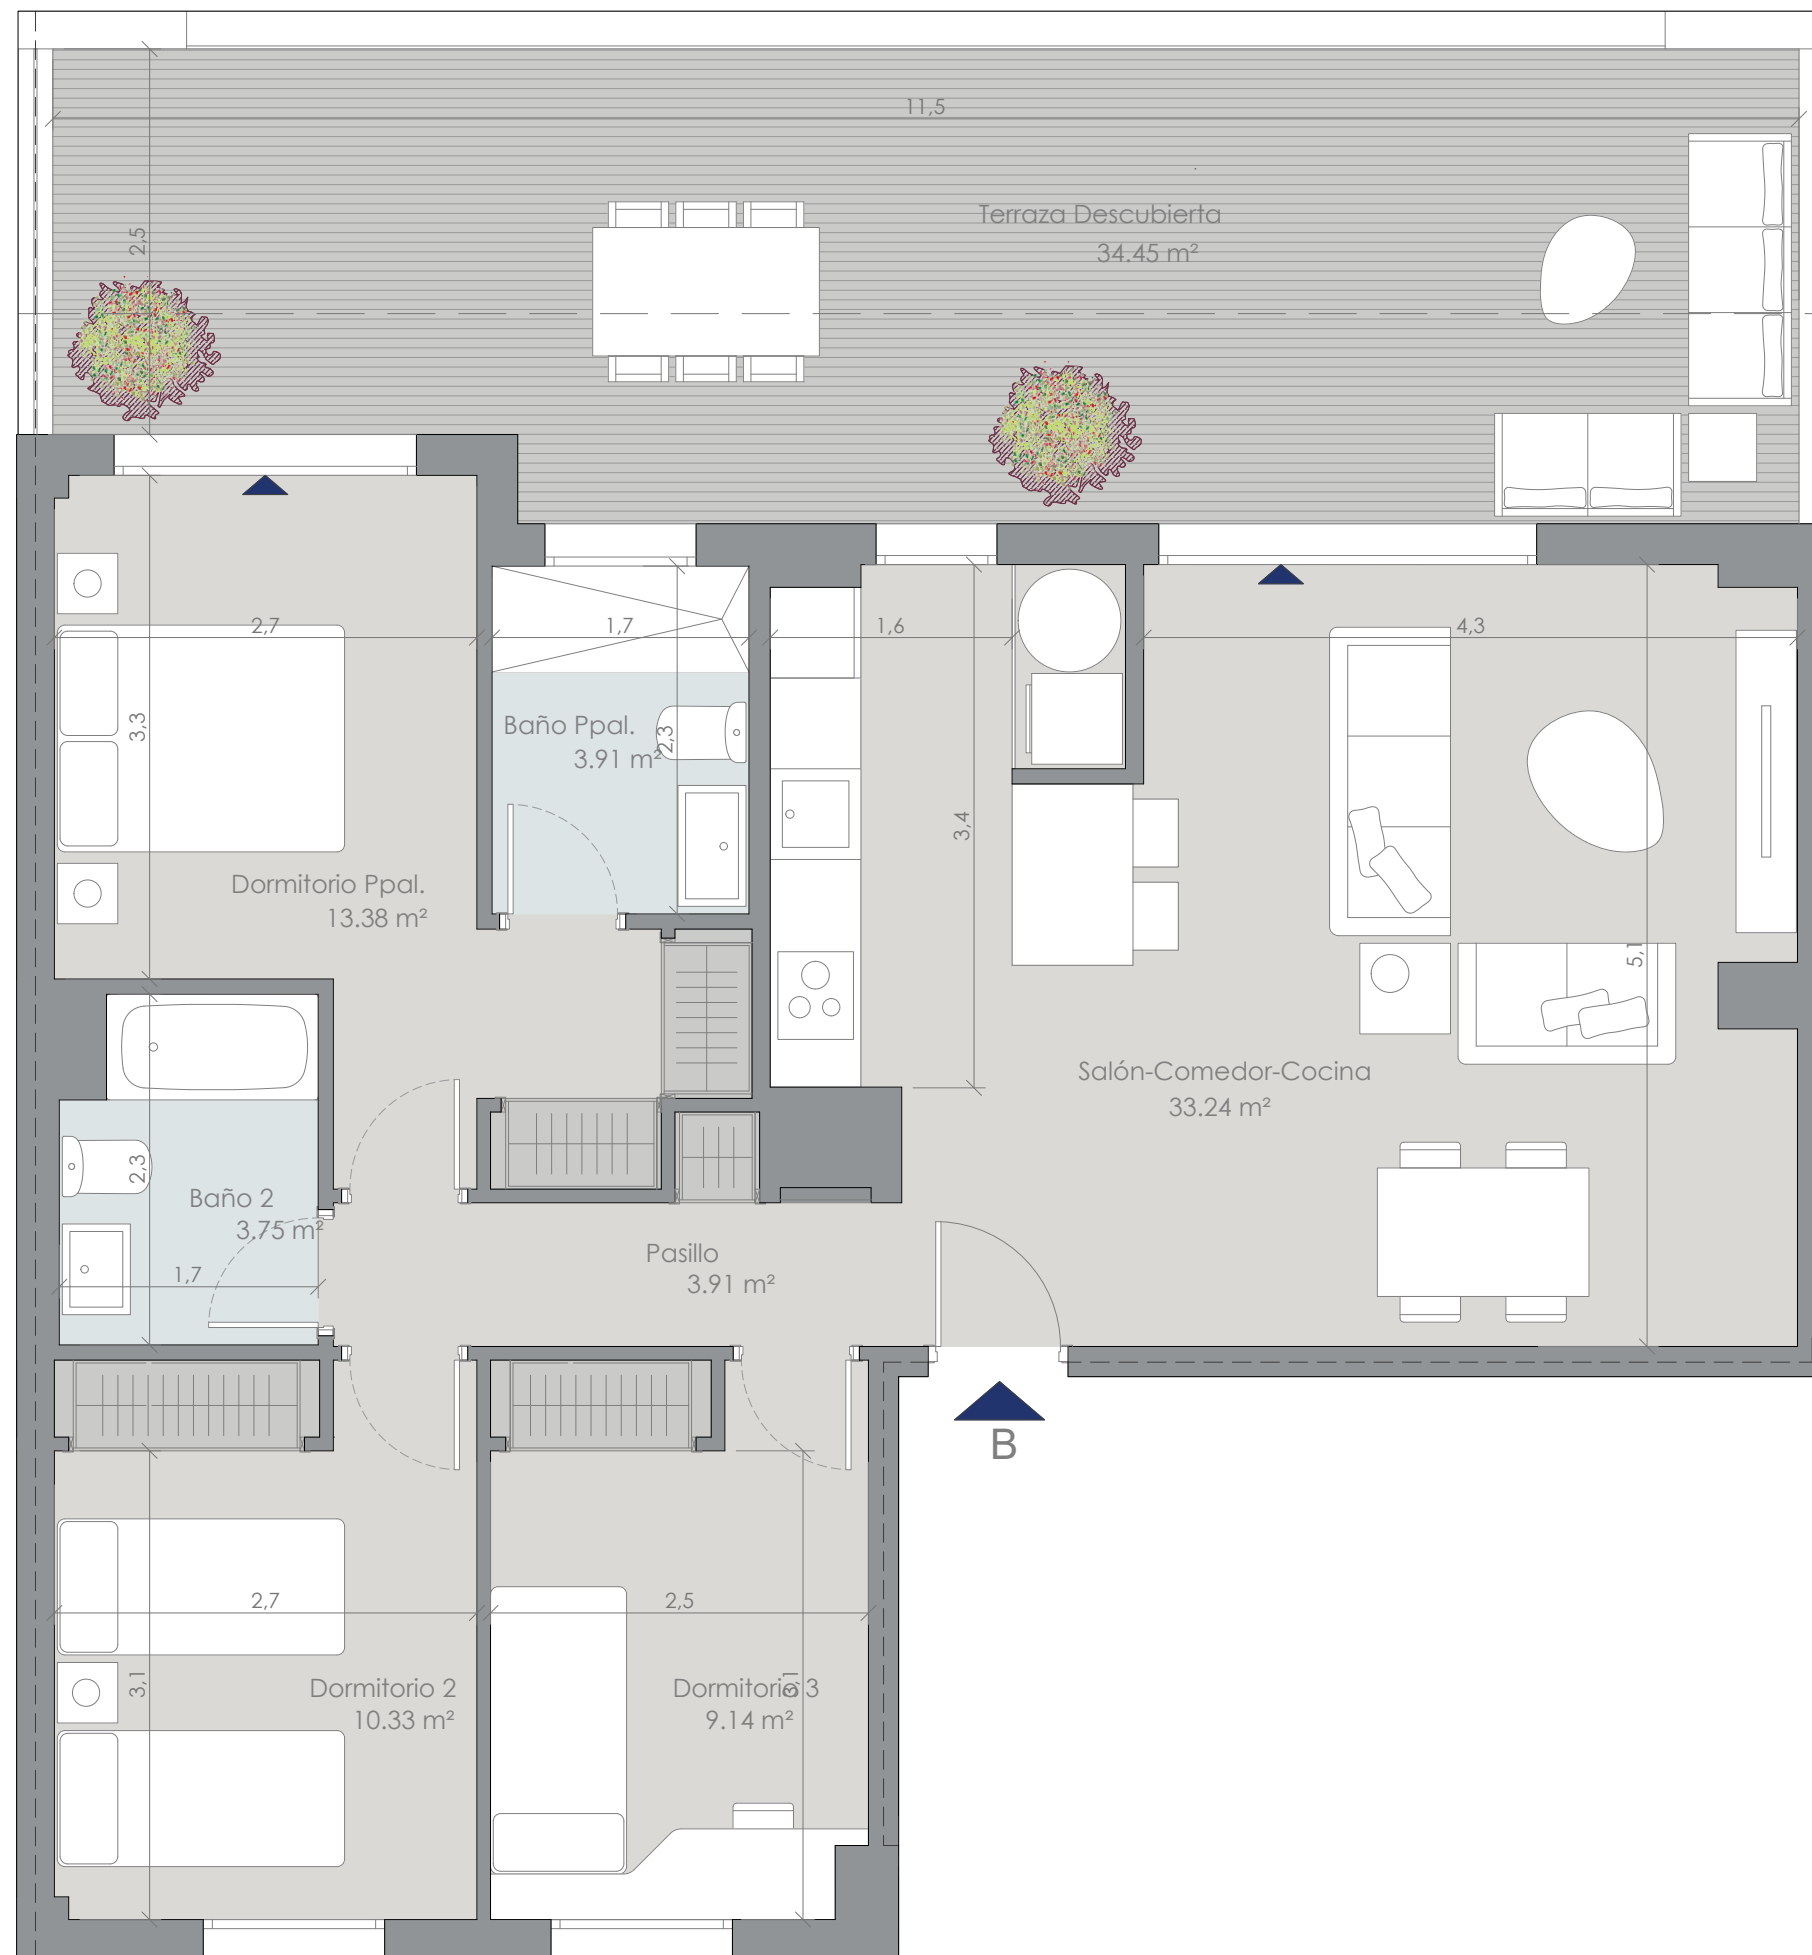 11,5
Terraza Descubierta
34.45 m²
2,5
2,7
1,7
1,6
4,3
3,3
Baño Ppal.
3.91 m²
2,3
3,4
Dormitorio Ppal.
13.38 m²
5,1
Salón-Comedor-Cocina
33.24 m²
2,3
Baño 2
3.75 m²
1,7
Pasillo
3.91 m²
B
2,7
2,5
3,1
Dormitorio 2
10.33 m²
Dormitorio 3
9.14 m²
3,1